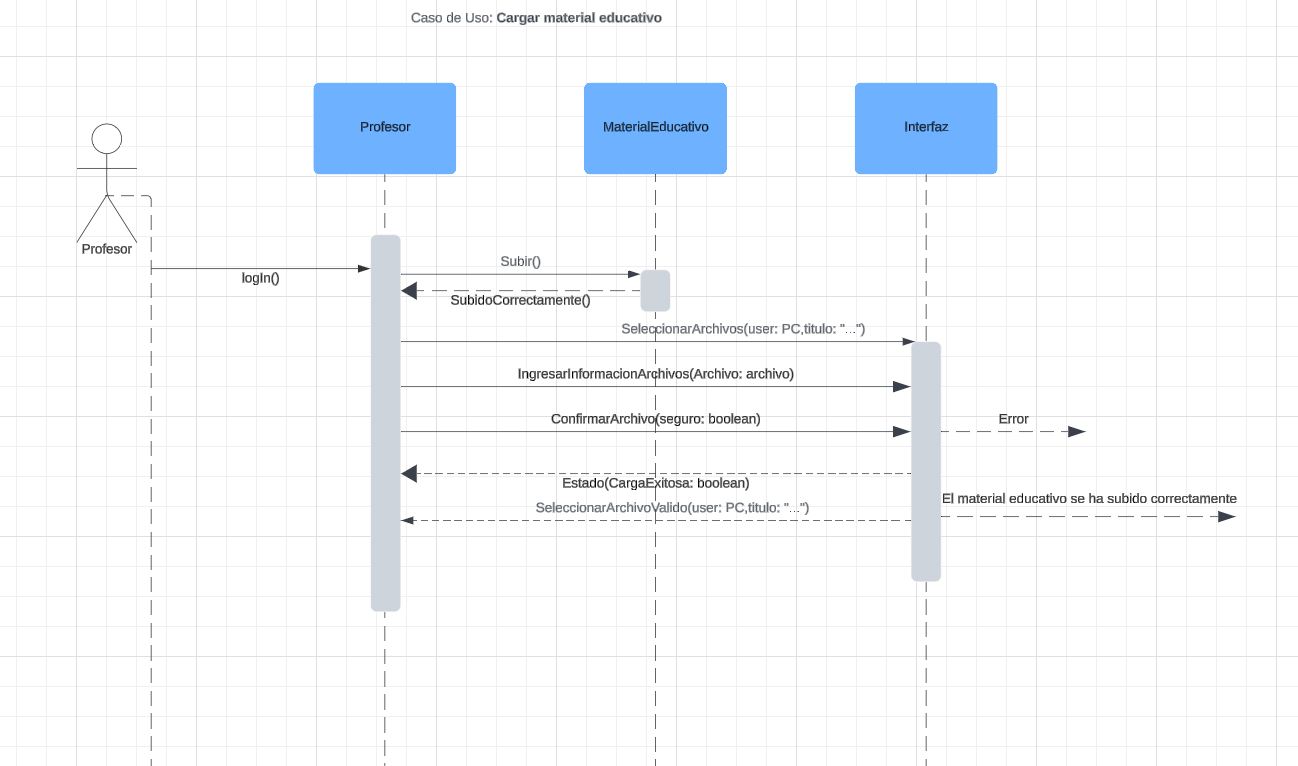 Caso de Uso: Cargar material educativo
Profesor
MaterialEducativo
Interfaz
Profesor
logIn()
Subir()
SubidoCorrectamente()
SeleccionarArchivos(user: PC,titulo: "...")
IngresarInformacionArchivos(Archivo: archivo)
ConfirmarArchivo(seguro: boolean)
Error
Estado(CargaExitosa: boolean)
El material educativo se ha subido correctamente
SeleccionarArchivoValido(user: PC,titulo: "...")